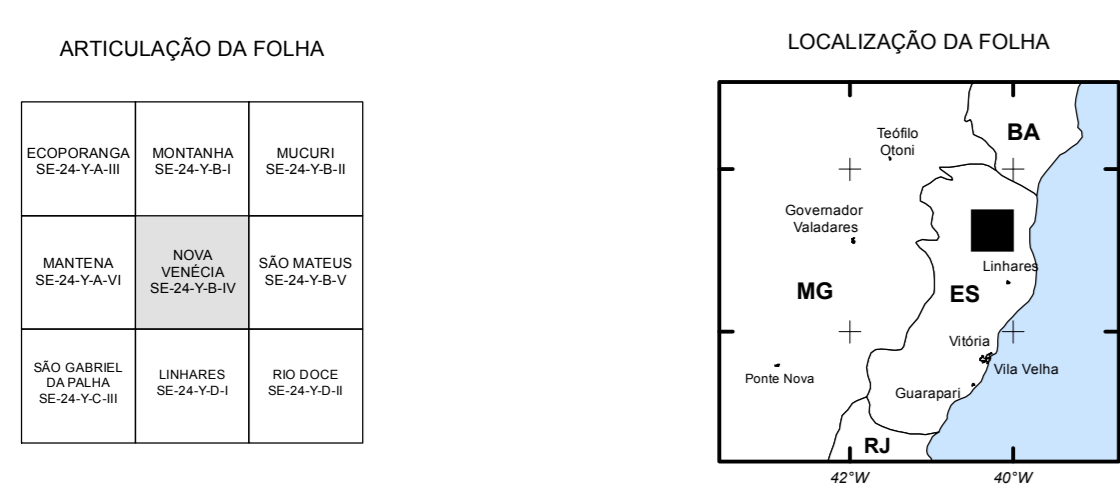 ARTICULAÇÃO DA FOLHA
ECOPORANGA
SE-24-Y-A-III
MONTANHA
SE-24-Y-B-I
MUCURI
SE-24-Y-B-II
MANTENA
SE-24-Y-A-VI
NOVA
VENÉCIA
SE-24-Y-B-IV
SÃO MATEUS
SE-24-Y-B-V
SÃO GABRIEL
DA PALHA
SE-24-Y-C-III
LINHARES
SE-24-Y-D-I
RIO DOCE
SE-24-Y-D-II
LOCALIZAÇÃO DA FOLHA
BA
Teófilo
Otoni
Governador
Valadares
Linhares
MG
ES
Vitória
Vila Velha
Ponte Nova
Guarapari
RJ
42°W
40°W